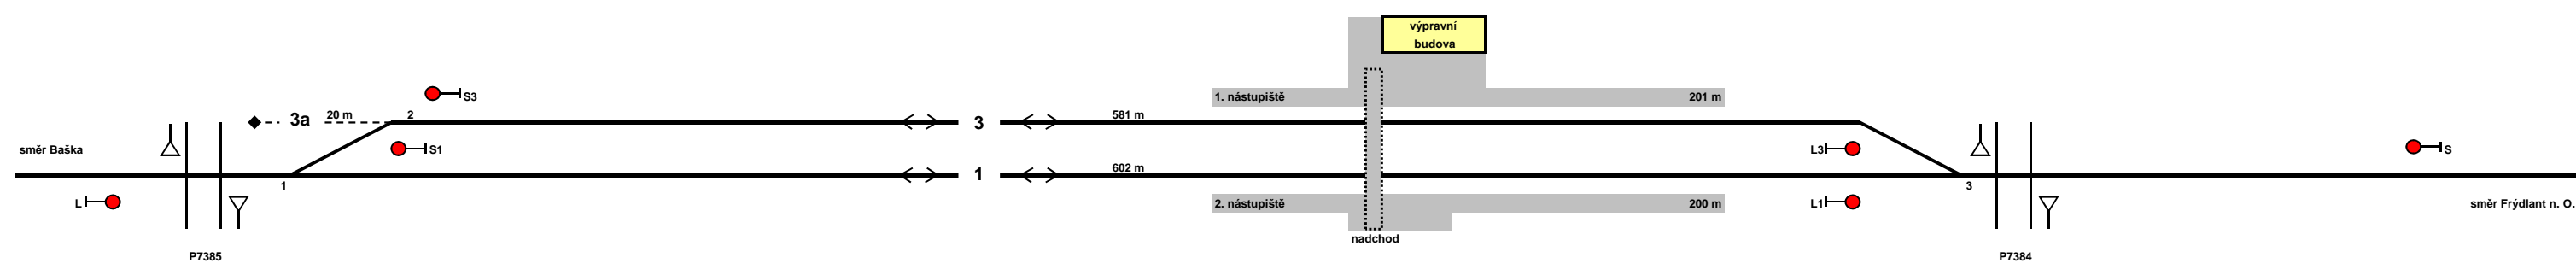 výpravní
budova
S3
1. nástupiště
201 m
3a
20 m
2
3
581 m
směr Baška
S1
L3
S
1
1
602 m
3
L
2. nástupiště
200 m
L1
směr Frýdlant n. O.
nadchod
P7385
P7384